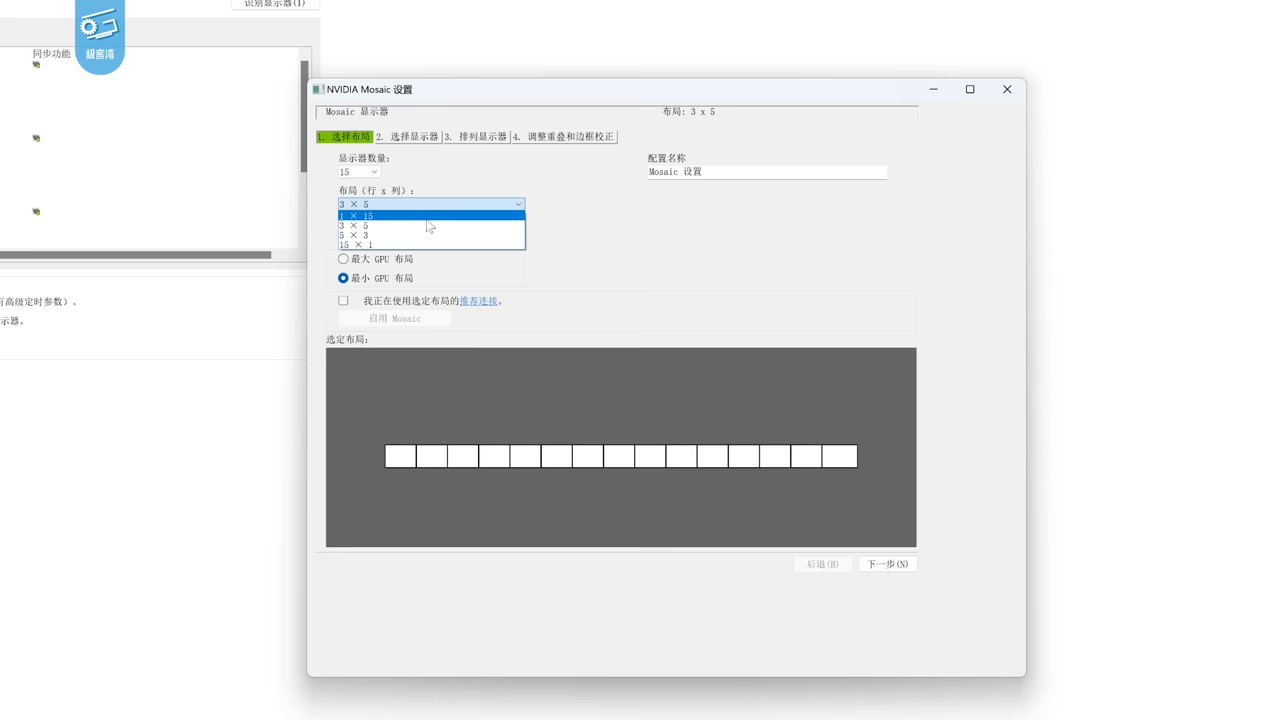 识别显示器(I)
极客湾
同步功能
NVIDIA Mosaic 设置
Mosaic 显示器
布局: 3 x 5
1. 选择布局 2. 选择显示器 3. 排列显示器 4. 调整重叠和边框校正
显示器数量:
配置名称
15
Mosaic 设置
布局（行 x 列）:
3 × 5
1 × 15
3 × 5
5 × 3
15 × 1
最大 GPU 布局
最小 GPU 布局
有高级定时参数）。
我正在使用选定布局的推荐连接。
示器。
启用 Mosaic
选定布局:
后退(B)
下一步(N)